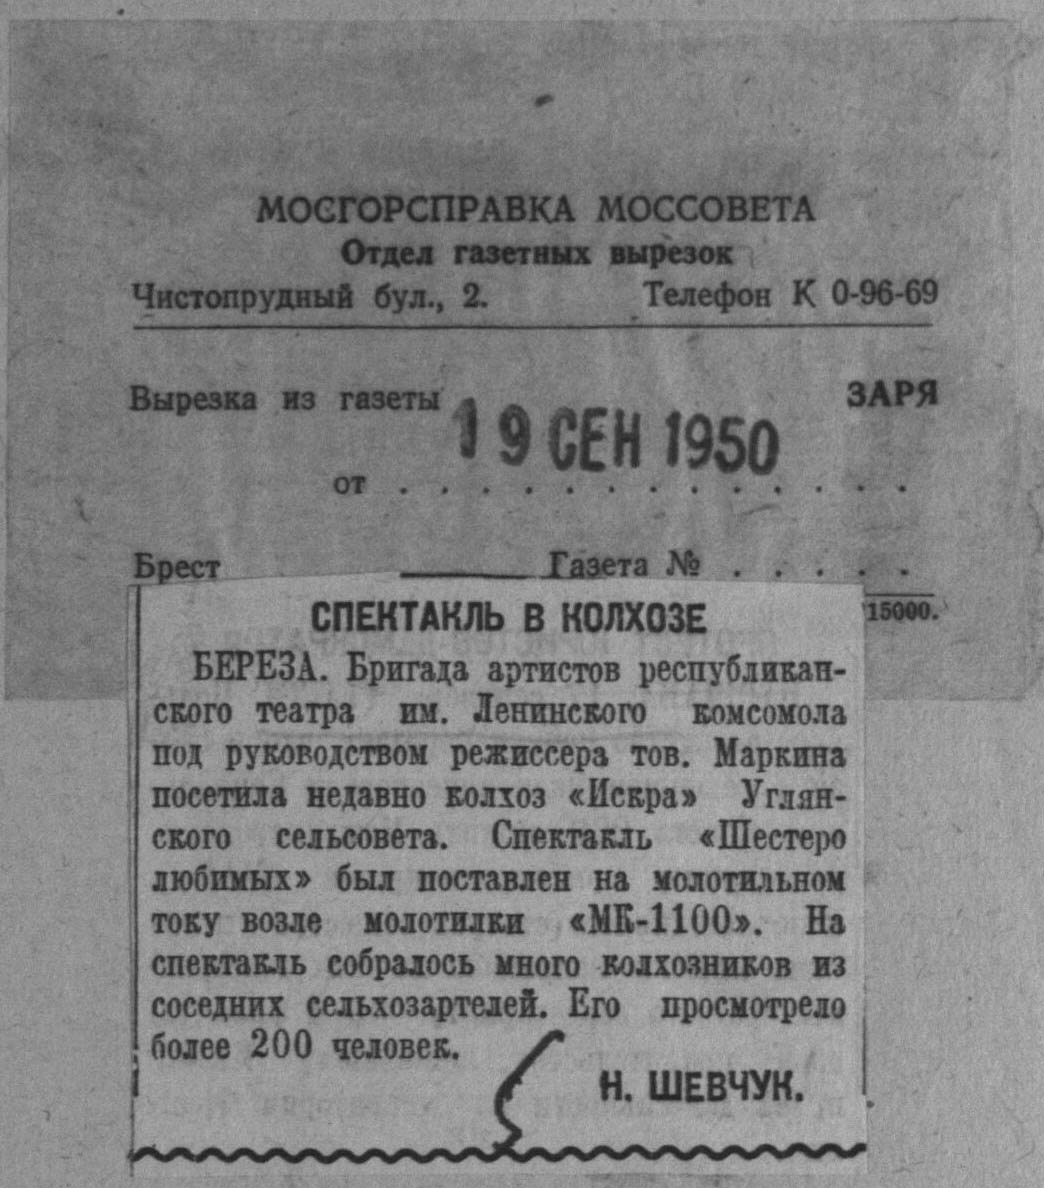 МОСГОРСПРАВКА МОССОВЕТА
Отдел газетных вырезок
Чистопрудный бул., 2. Телефон К 0-96-69
Вырезка из газеты ЗАРЯ
19 СЕН 1950
от . . . . . . . . . . . . .
Брест Газета № . . . . .
15000.
СПЕКТАКЛЬ В КОЛХОЗЕ
БЕРЕЗА. Бригада артистов республикан-
ского театра им. Ленинского комсомола
под руководством режиссера тов. Маркина
посетила недавно колхоз «Искра» Углян-
ского сельсовета. Спектакль «Шестеро
любимых» был поставлен на молотильном
току возле молотилки «МК-1100». На
спектакль собралось много колхозников из
соседних сельхозартелей. Его просмотрело
более 200 человек.
Н. ШЕВЧУК.